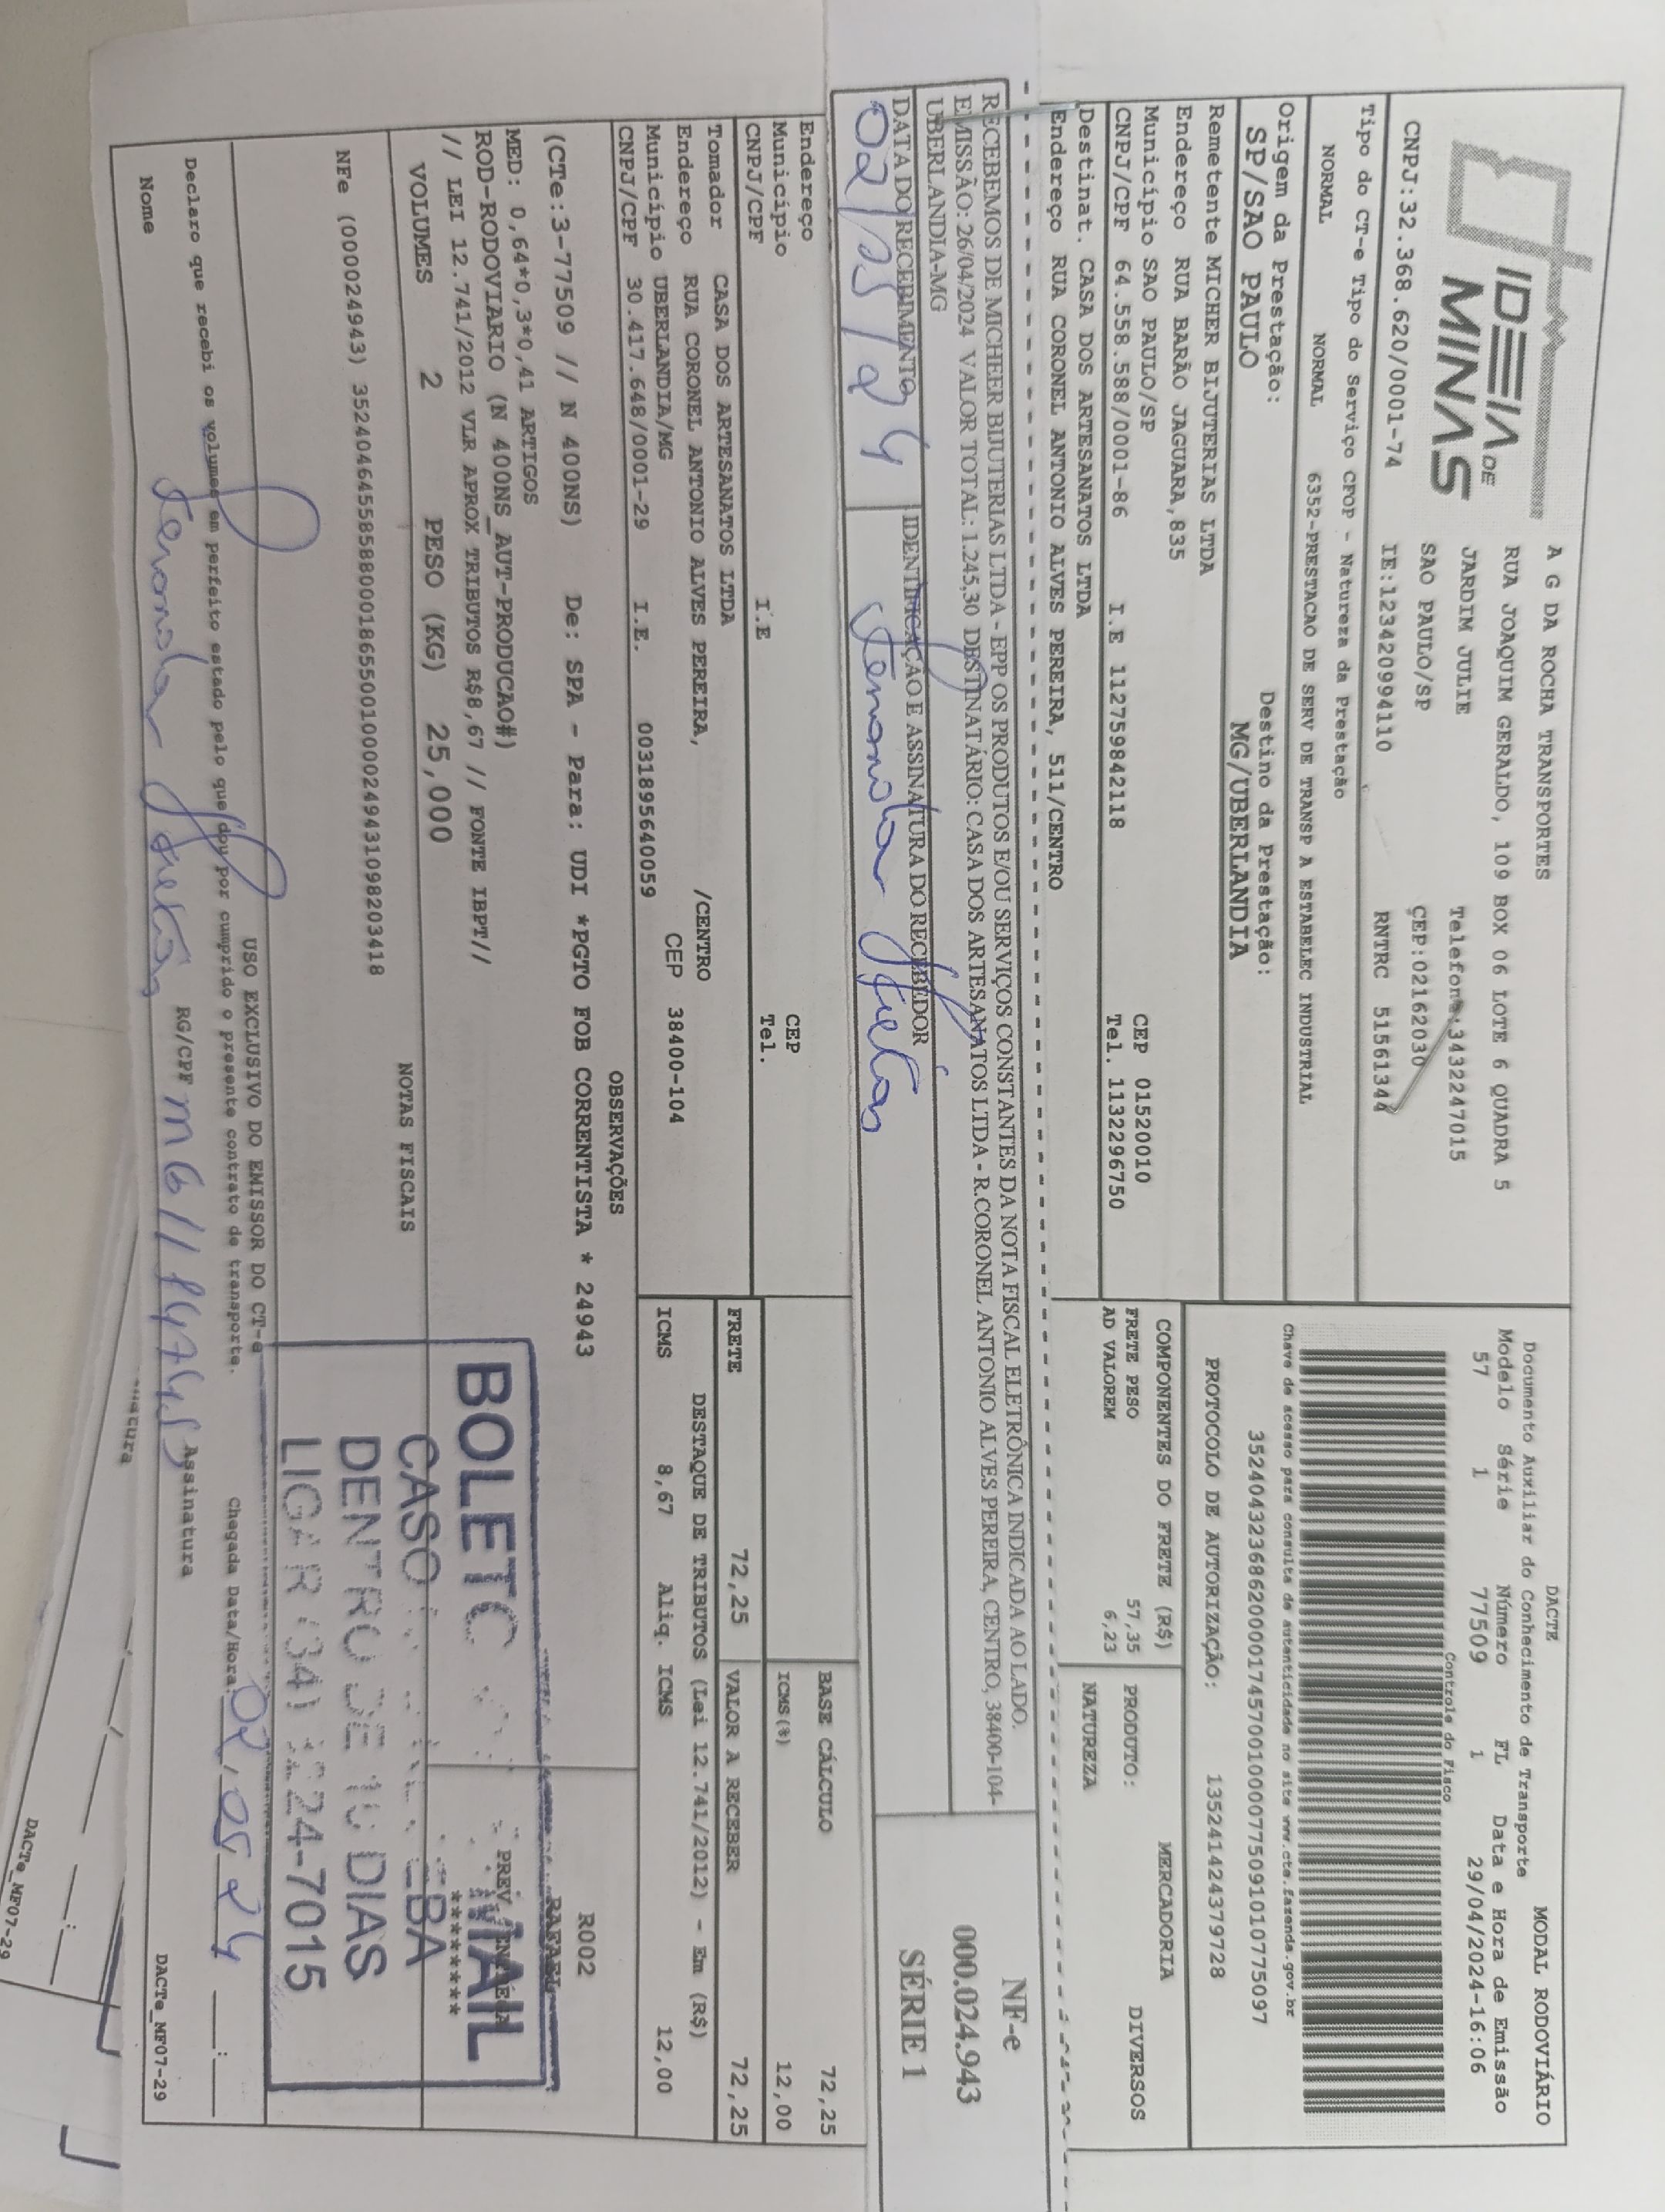 IDEIA DE
MINAS
A G DA ROCHA TRANSPORTES
RUA JOAQUIM GERALDO, 109 BOX 06 LOTE 6 QUADRA 5
JARDIM JULIE Telefone:3432247015
SAO PAULO/SP CEP:02162030
CNPJ:32.368.620/0001-74 IE:123420994110 RNTRC 51561344
DACTE MODAL RODOVIÁRIO
Documento Auxiliar do Conhecimento de Transporte
Modelo Série Número FL Data e Hora de Emissão
57 1 77509 1 29/04/2024-16:06
Controle do Fisco
Tipo do CT-e Tipo do Serviço CFOP - Natureza da Prestação
NORMAL NORMAL 6352-PRESTACAO DE SERV DE TRANSP A ESTABELEC INDUSTRIAL
Chave de acesso para consulta de autenticidade no site www.cte.fazenda.gov.br
35240432368620000174570010000775091010775097
Origem da Prestação: Destino da Prestação:
SP/SAO PAULO MG/UBERLANDIA
PROTOCOLO DE AUTORIZAÇÃO: 135241424379728
Remetente MICHER BIJUTERIAS LTDA
Endereço RUA BARÃO JAGUARA,835
Município SAO PAULO/SP CEP 01520010
CNPJ/CPF 64.558.588/0001-86 I.E 112759842118 Tel. 1132296750
COMPONENTES DO FRETE (R$) MERCADORIA
FRETE PESO 57,35 PRODUTO: DIVERSOS
AD VALOREM 6,23 NATUREZA
Destinat. CASA DOS ARTESANATOS LTDA
Endereço RUA CORONEL ANTONIO ALVES PEREIRA, 511/CENTRO
RECEBEMOS DE MICHEER BIJUTERIAS LTDA - EPP OS PRODUTOS E/OU SERVIÇOS CONSTANTES DA NOTA FISCAL ELETRÔNICA INDICADA AO LADO.
EMISSÃO: 26/04/2024 VALOR TOTAL: 1.245,30 DESTINATÁRIO: CASA DOS ARTESANATOS LTDA - R.CORONEL ANTONIO ALVES PEREIRA, CENTRO, 38400-104-
UBERLANDIA-MG
DATA DO RECEBIMENTO IDENTIFICAÇÃO E ASSINATURA DO RECEBEDOR
02/05/24
NF-e
000.024.943
SÉRIE 1
Endereço
Município CEP
CNPJ/CPF I.E Tel.
BASE CÁLCULO 72,25
ICMS(%) 12,00
FRETE 72,25 VALOR A RECEBER 72,25
Tomador CASA DOS ARTESANATOS LTDA
Endereço RUA CORONEL ANTONIO ALVES PEREIRA, /CENTRO
Município UBERLANDIA/MG CEP 38400-104
CNPJ/CPF 30.417.648/0001-29 I.E. 0031895640059
DESTAQUE DE TRIBUTOS (Lei 12.741/2012) - Em (R$)
ICMS 8,67 Aliq. ICMS 12,00
OBSERVAÇÕES
(CTe:3-77509 // N 400NS) De: SPA - Para: UDI *PGTO FOB CORRENTISTA * 24943
R002
RAFAEL
MED: 0,64*0,3*0,41 ARTIGOS
ROD-RODOVIARIO (N 400NS_AUT-PRODUCAO#)
// LEI 12.741/2012 VLR APROX TRIBUTOS R$8,67 // FONTE IBPT//
PREV. ENTREGA
********
VOLUMES 2 PESO (KG) 25,000
NOTAS FISCAIS
NFe (000024943) 35240464558588000186550010000249431098203418
BOLETO MAIL
CASO
DENTRO DE 10 DIAS
LIGAR (34) 3224-7015
USO EXCLUSIVO DO EMISSOR DO CT-e
Declaro que recebi os volumes em perfeito estado pelo que dou por cumprido o presente contrato de transporte. Chegada Data/Hora: 02/05/24
Nome RG/CPF Assinatura
DACTe_MF07-29
DACTe_MF07-29